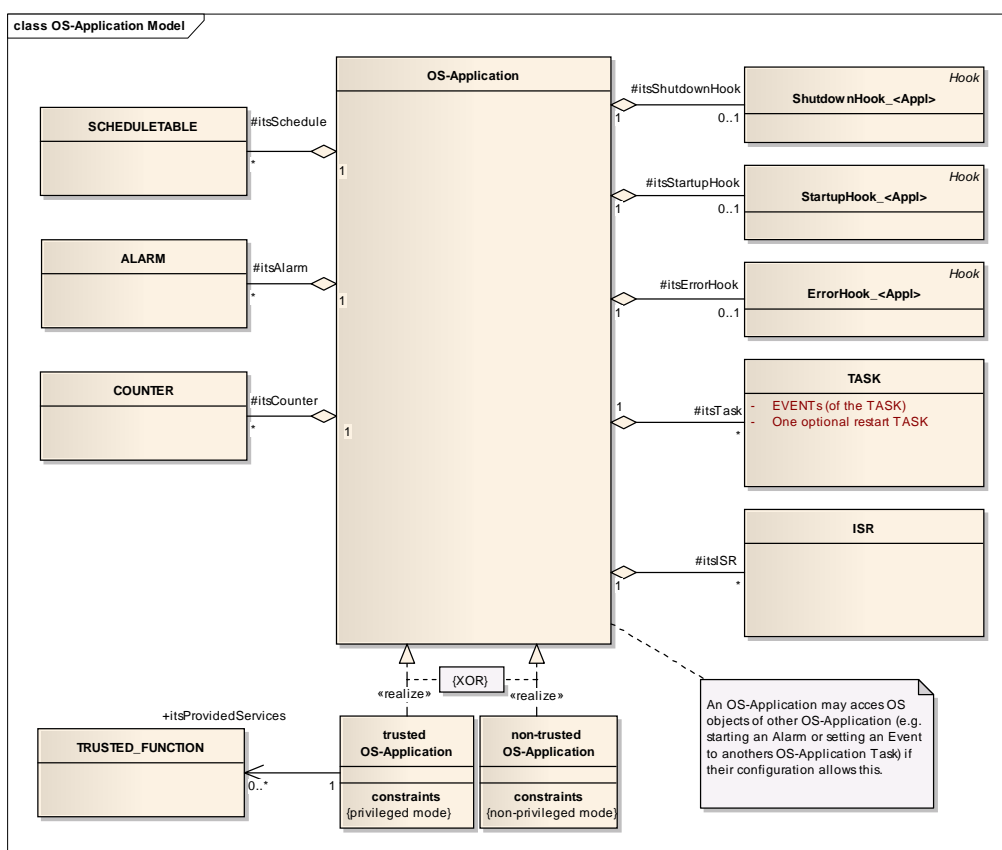 class OS-Application Model
OS-Application
SCHEDULETABLE
#itsSchedule
*
1
ALARM
#itsAlarm
*
1
COUNTER
#itsCounter
*
1
Hook
ShutdownHook_<Appl>
#itsShutdownHook
1
0..1
Hook
StartupHook_<Appl>
#itsStartupHook
1
0..1
Hook
ErrorHook_<Appl>
#itsErrorHook
1
0..1
TASK
- EVENTs (of the TASK)
- One optional restart TASK
1
#itsTask
*
ISR
#itsISR
1
*
{XOR}
«realize»
«realize»
+itsProvidedServices
TRUSTED_FUNCTION
0..*
1
trusted
OS-Application
constraints
{privileged mode}
non-trusted
OS-Application
constraints
{non-privileged mode}
An OS-Application may acces OS
objects of other OS-Application (e.g.
starting an Alarm or setting an Event
to anothers OS-Application Task) if
their configuration allows this.